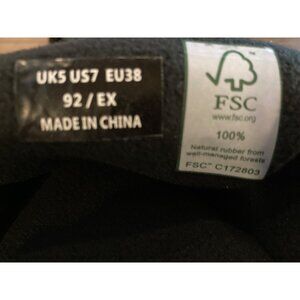 UK5 US7 EU38
92 / EX
MADE IN CHINA
FSC
www.fsc.org
100%
Natural rubber from
well-managed forests
FSC™ C172803